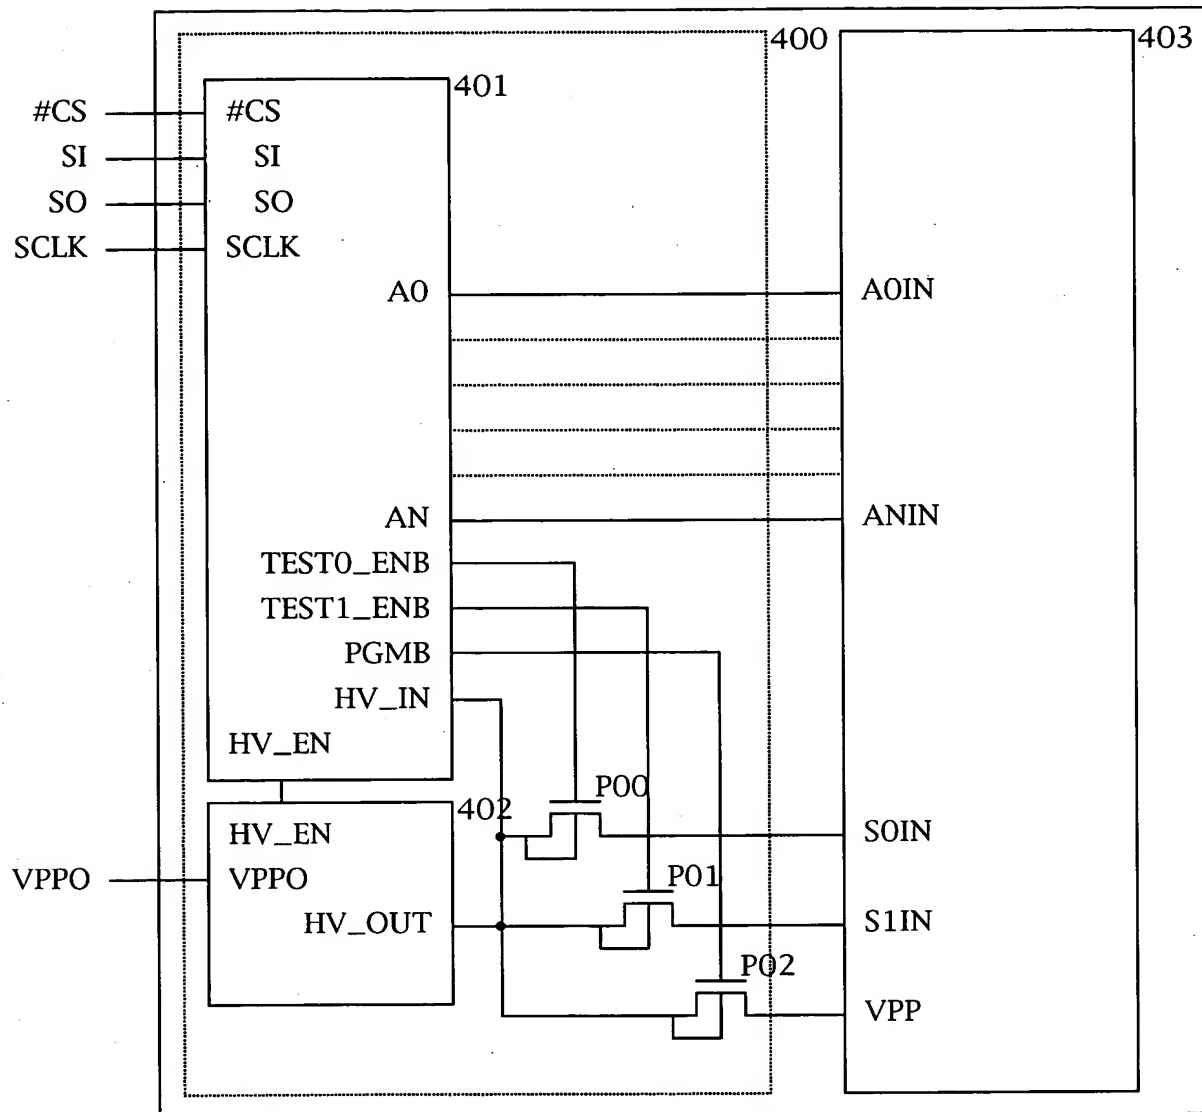 400
403
401
#CS
#CS
SI
SI
SO
SO
SCLK
SCLK
A0
A0IN
AN
ANIN
TEST0_ENB
TEST1_ENB
PGMB
HV_IN
HV_EN
P00
402
HV_EN
S0IN
VPPO
VPPO
P01
HV_OUT
S1IN
P02
VPP